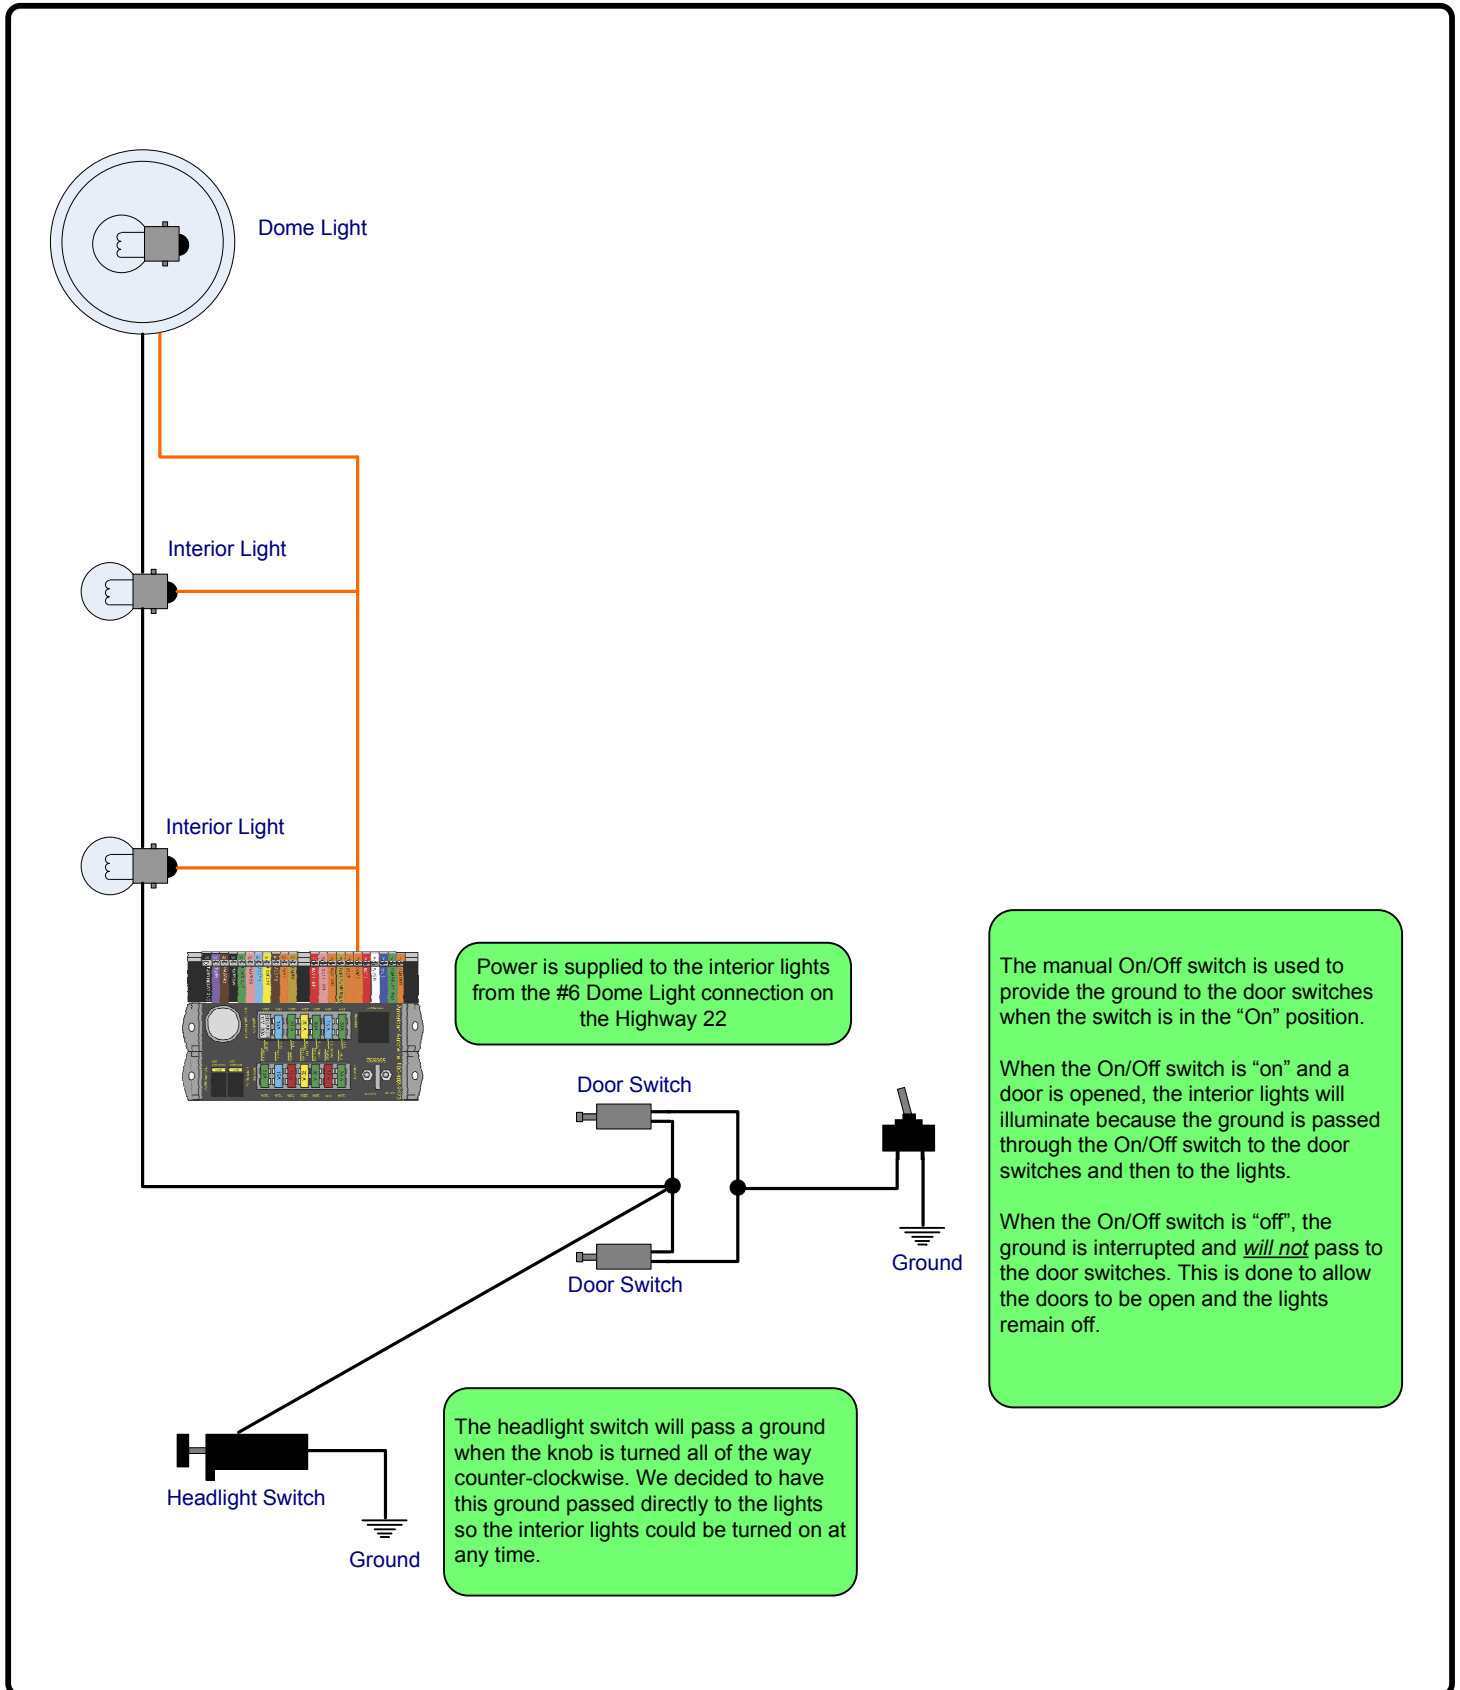 Dome Light
Interior Light
Interior Light
Power is supplied to the interior lights
from the #6 Dome Light connection on
the Highway 22
Door Switch
Door Switch
Ground
The manual On/Off switch is used to
provide the ground to the door switches
when the switch is in the “On” position.
When the On/Off switch is “on” and a
door is opened, the interior lights will
illuminate because the ground is passed
through the On/Off switch to the door
switches and then to the lights.
When the On/Off switch is “off”, the
ground is interrupted and will not pass to
the door switches. This is done to allow
the doors to be open and the lights
remain off.
Headlight Switch
Ground
The headlight switch will pass a ground
when the knob is turned all of the way
counter-clockwise. We decided to have
this ground passed directly to the lights
so the interior lights could be turned on at
any time.